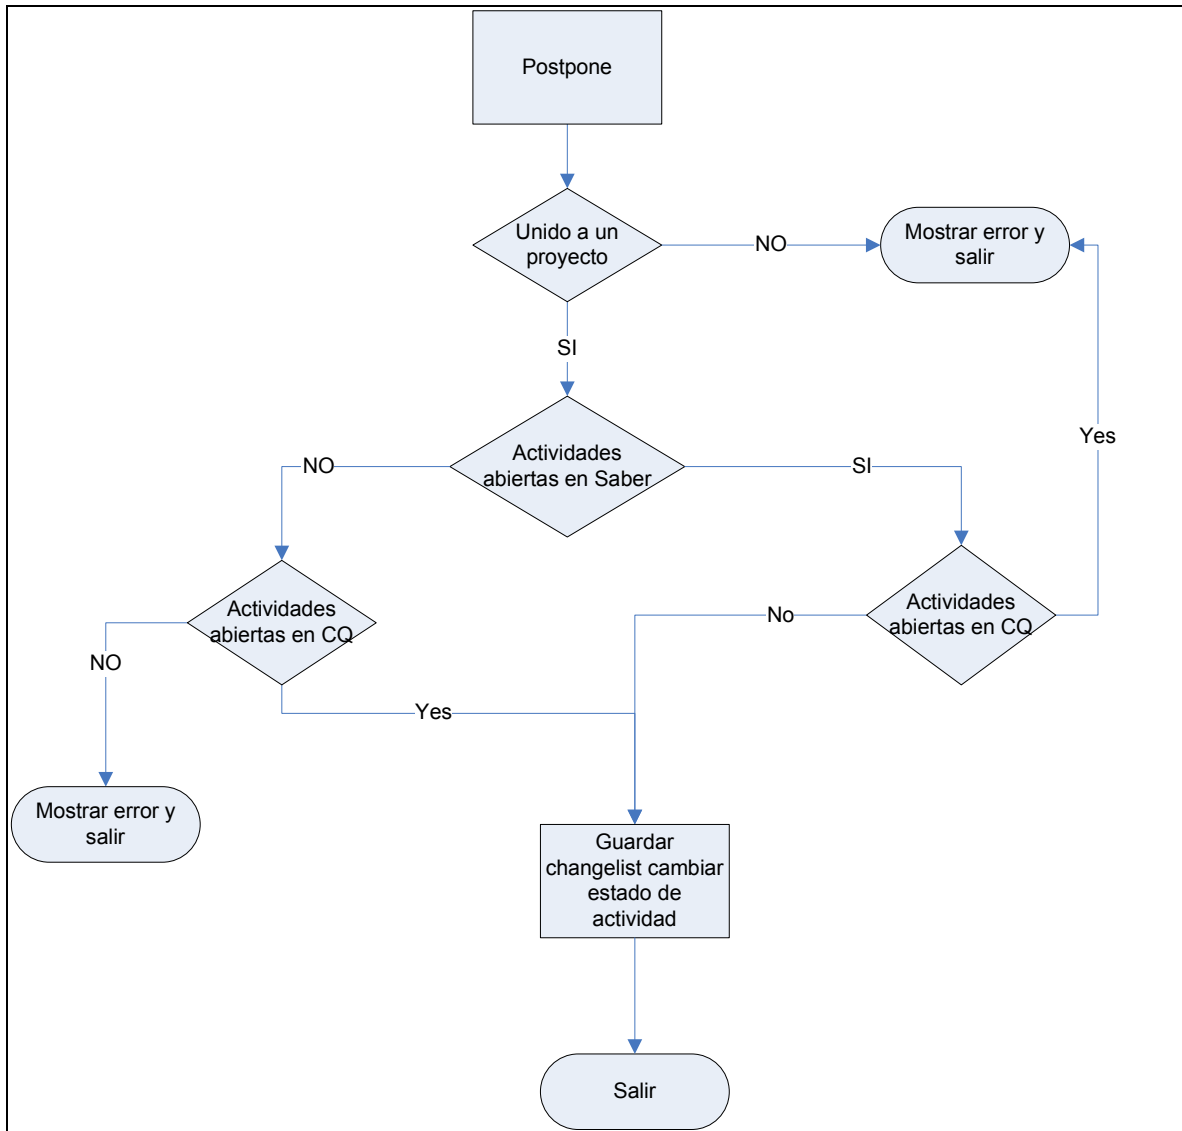 Postpone
Unido a un
proyecto
NO
Mostrar error y
salir
SI
Yes
Actividades
abiertas en Saber
NO
SI
Actividades
abiertas en CQ
No
Actividades
abiertas en CQ
NO
Yes
Mostrar error y
salir
Guardar
changelist cambiar
estado de
actividad
Salir